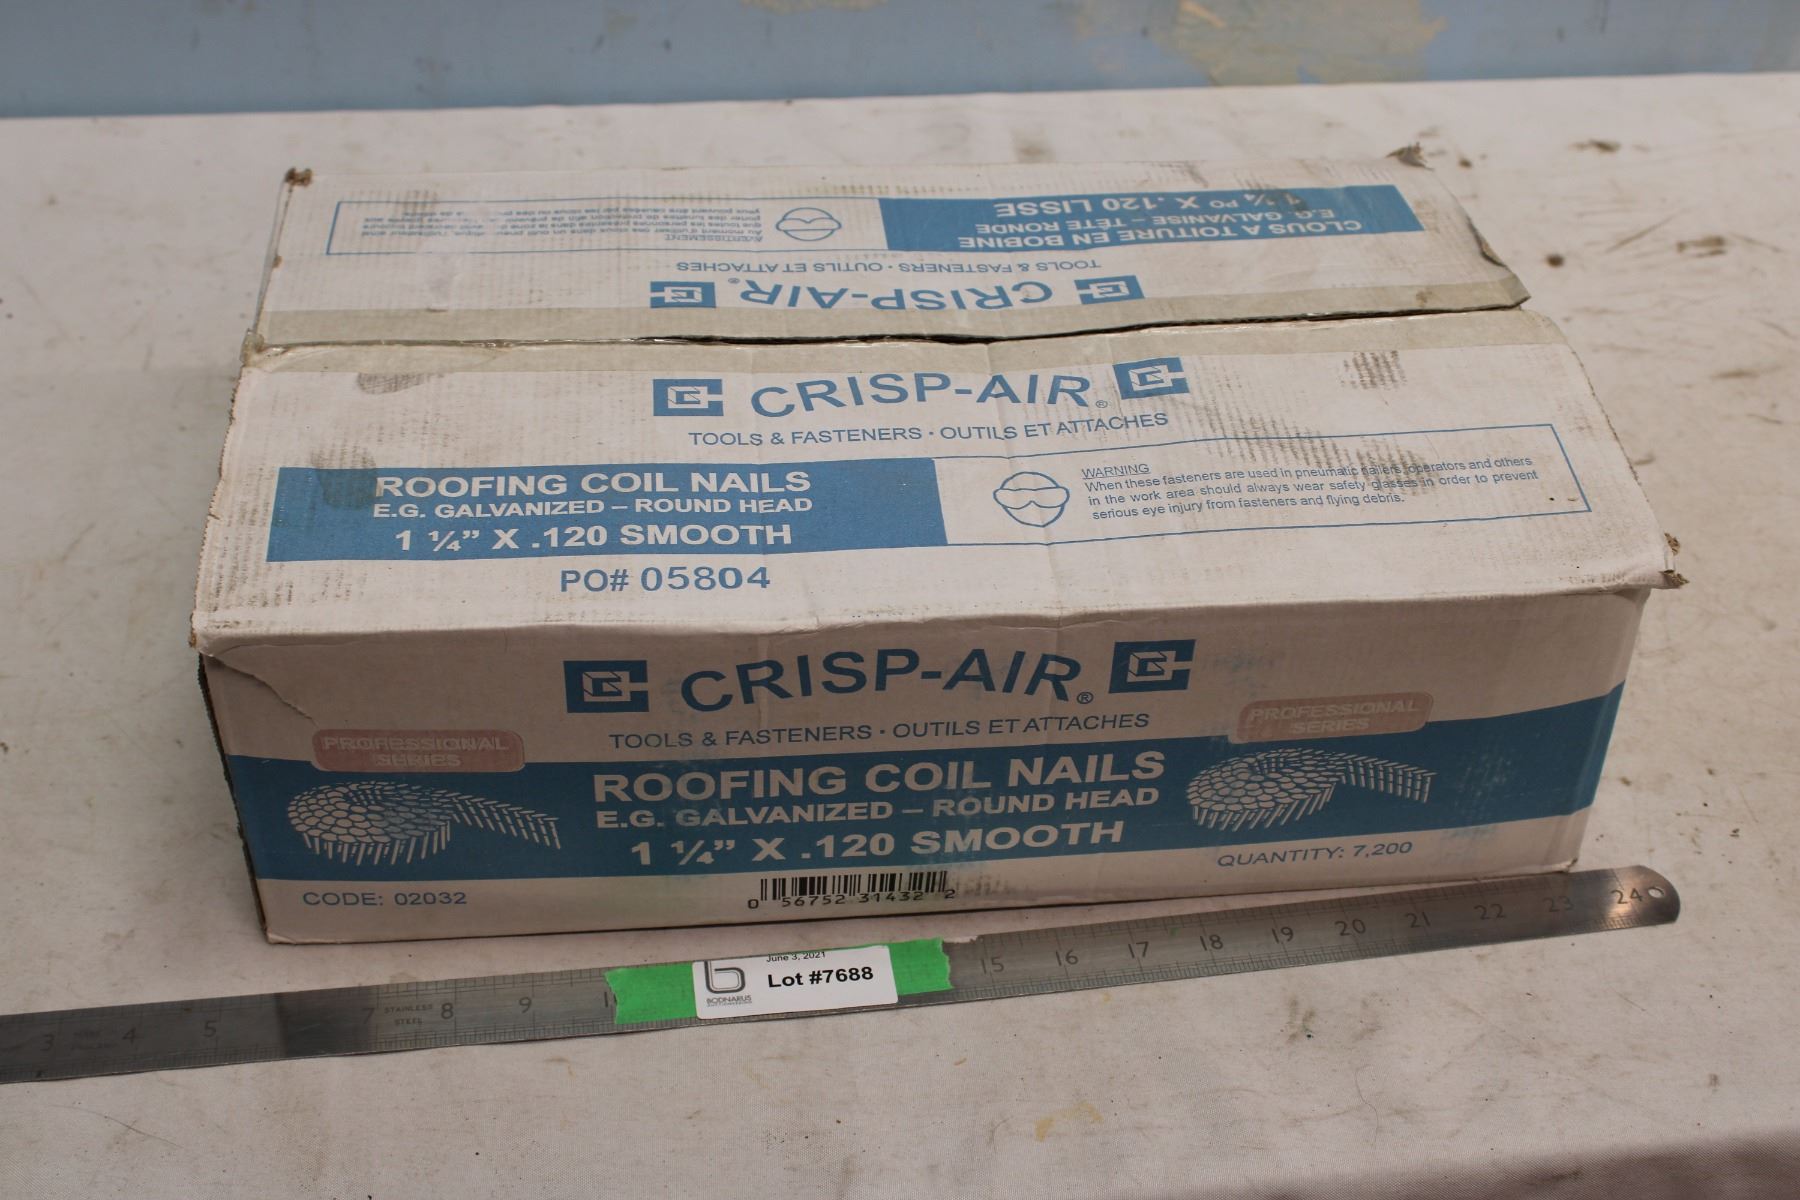 CLOUS A TOITURE EN BOBINE
E.G. GALVANISE – TÊTE RONDE
PO X .120 LISSE
AVERTISSEMENT
CRISP-AIR®
TOOLS & FASTENERS · OUTILS ET ATTACHES
CRISP-AIR®
TOOLS & FASTENERS · OUTILS ET ATTACHES
ROOFING COIL NAILS
E.G. GALVANIZED – ROUND HEAD
1 ¼” X .120 SMOOTH
PO# 05804
WARNING
When these fasteners are used in pneumatic nailers, operators and others
in the work area should always wear safety glasses in order to prevent
serious eye injury from fasteners and flying debris.
CRISP-AIR®
TOOLS & FASTENERS · OUTILS ET ATTACHES
PROFESSIONAL
SERIES
PROFESSIONAL
SERIES
ROOFING COIL NAILS
E.G. GALVANIZED – ROUND HEAD
1 ¼” X .120 SMOOTH
CODE: 02032
QUANTITY: 7,200
0 56752 31432 2
3 4 5 7 8 9 15 16 17 18 19 20 21 22 23 24
STAINLESS
STEEL
June 3, 2021
Lot #7688
BODNARUS